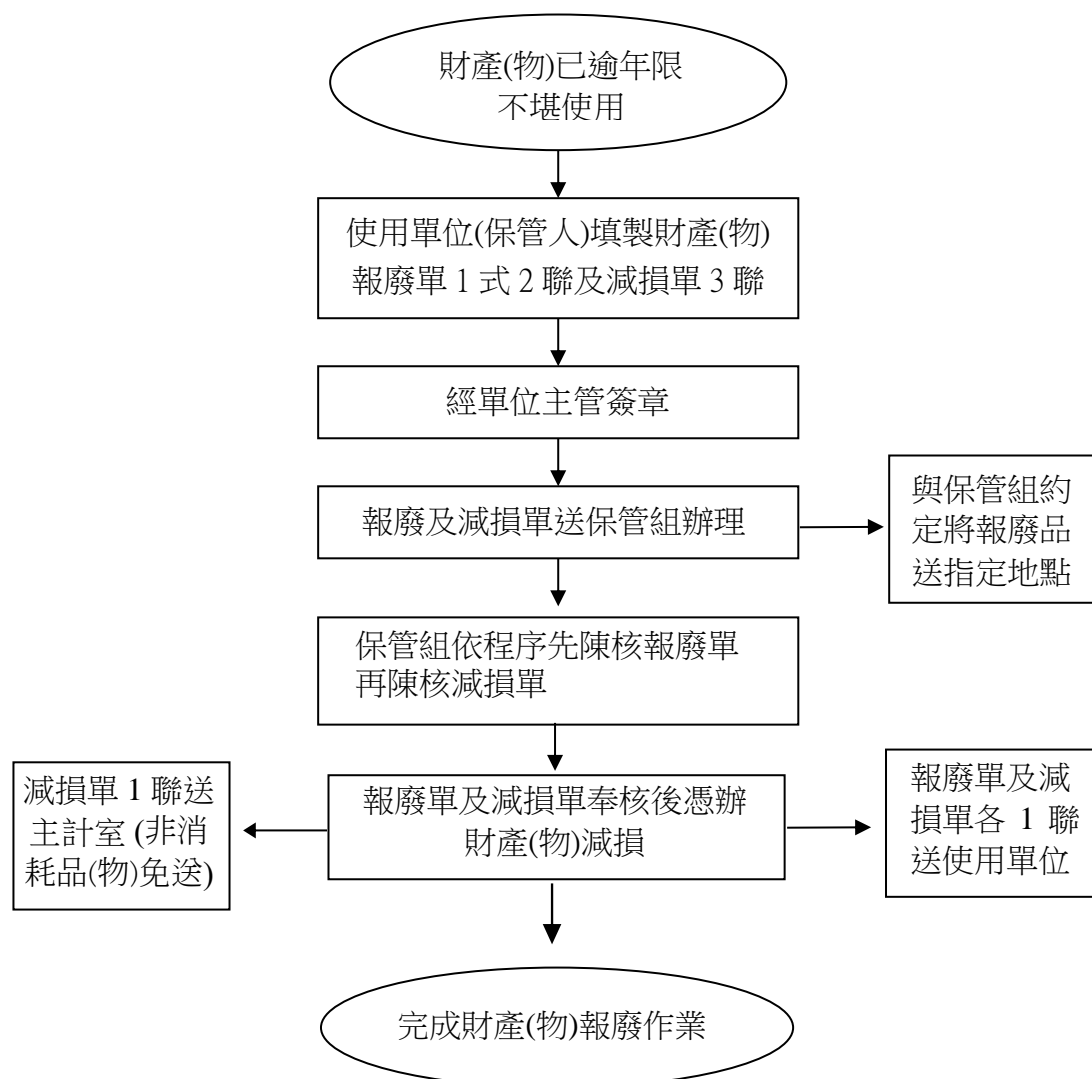 財產(物)已逾年限
不堪使用
使用單位(保管人)填製財產(物)
報廢單 1 式 2 聯及減損單 3 聯
經單位主管簽章
報廢及減損單送保管組辦理
與保管組約
定將報廢品
送指定地點
保管組依程序先陳核報廢單
再陳核減損單
減損單 1 聯送
主計室 (非消
耗品(物)免送)
報廢單及減損單奉核後憑辦
財產(物)減損
報廢單及減
損單各 1 聯
送使用單位
完成財產(物)報廢作業